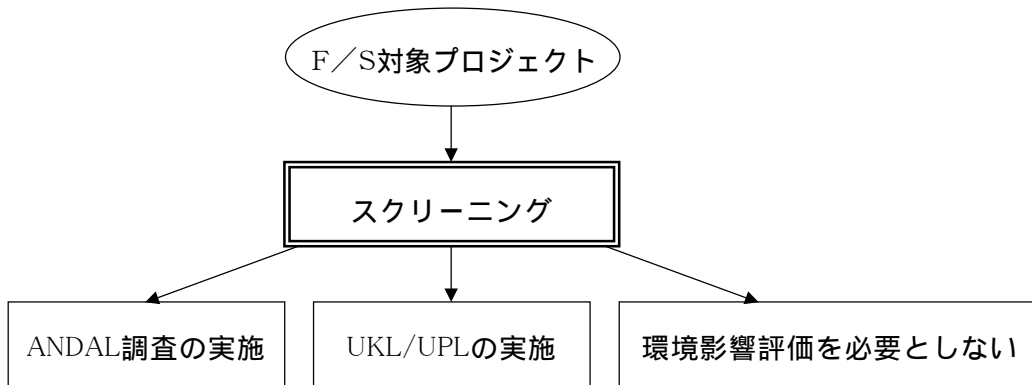 F/S対象プロジェクト
スクリーニング
ANDAL調査の実施
UKL/UPLの実施
環境影響評価を必要としない